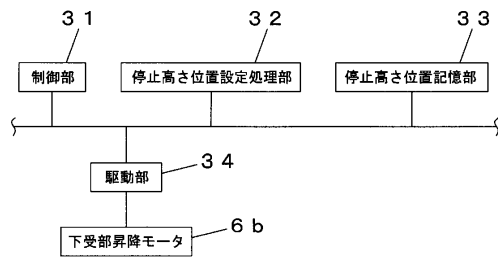 ３１
３２
３３
制御部
停止高さ位置設定処理部
停止高さ位置記憶部
３４
駆動部
６ｂ
下受部昇降モータ